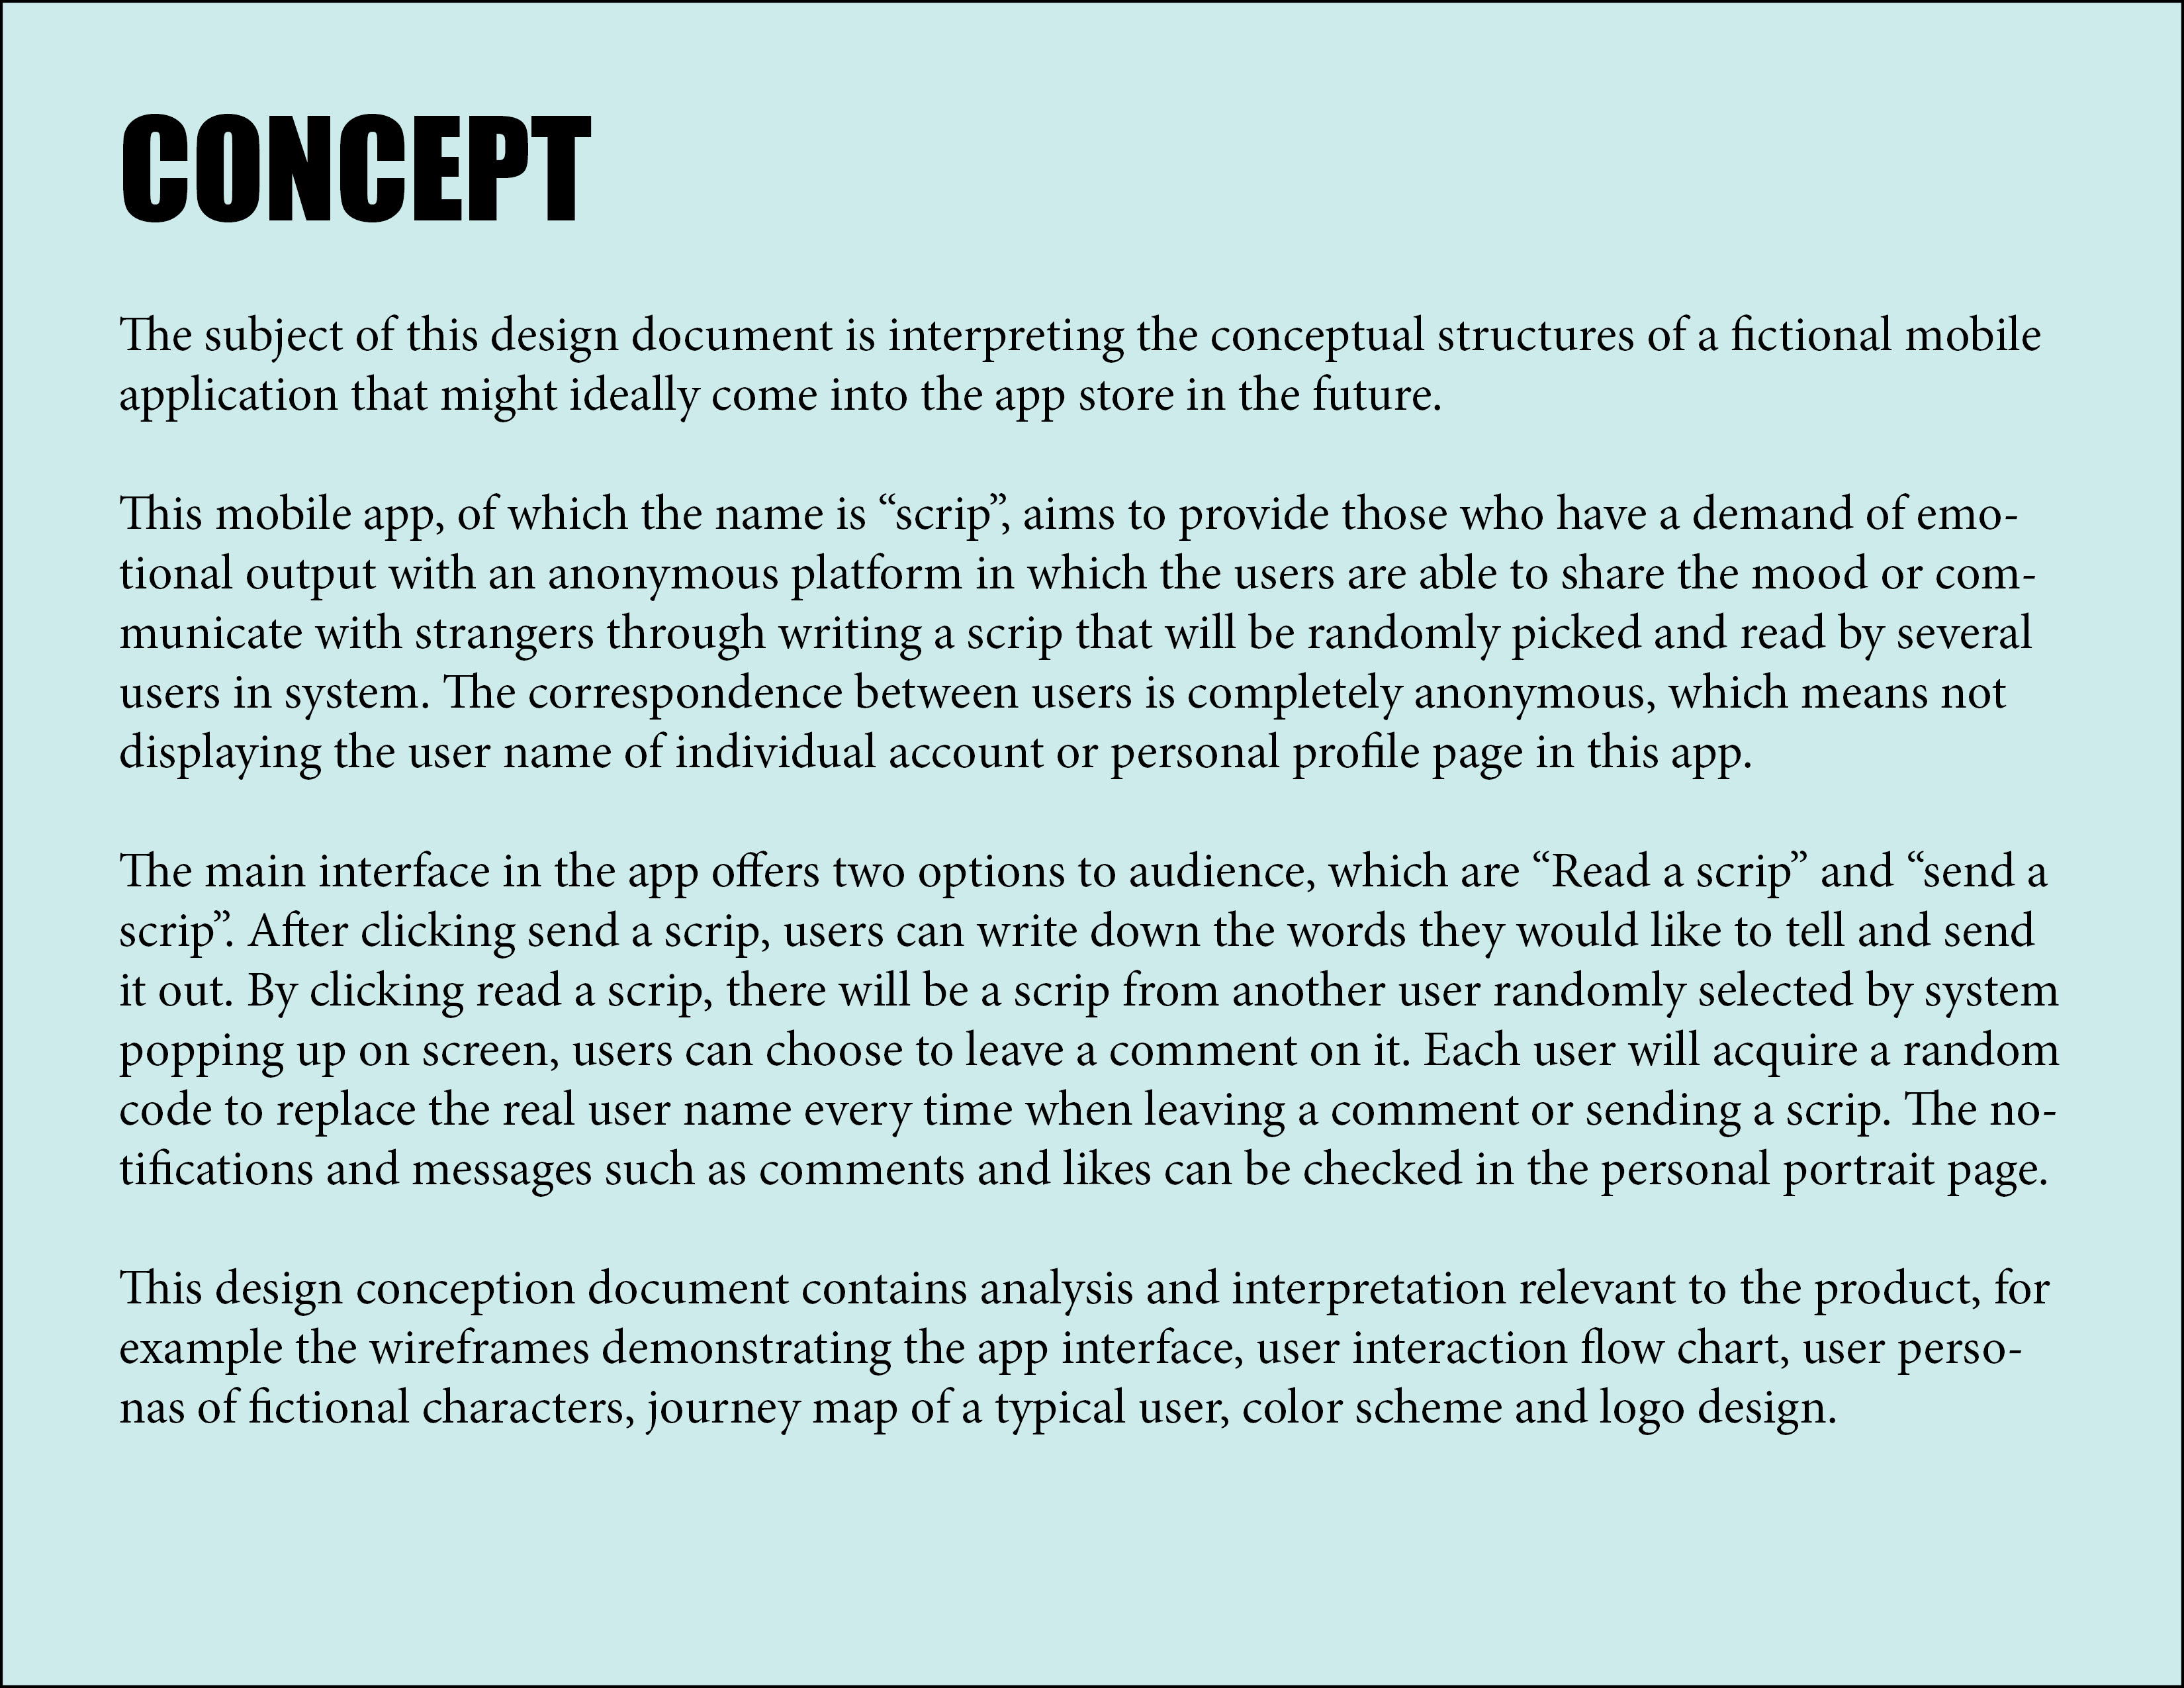 CONCEPT
The subject of this design document is interpreting the conceptual structures of a fictional mobile
application that might ideally come into the app store in the future.
This mobile app, of which the name is “scrip”, aims to provide those who have a demand of emo-
tional output with an anonymous platform in which the users are able to share the mood or com-
municate with strangers through writing a scrip that will be randomly picked and read by several
users in system. The correspondence between users is completely anonymous, which means not
displaying the user name of individual account or personal profile page in this app.
The main interface in the app offers two options to audience, which are “Read a scrip” and “send a
scrip”. After clicking send a scrip, users can write down the words they would like to tell and send
it out. By clicking read a scrip, there will be a scrip from another user randomly selected by system
popping up on screen, users can choose to leave a comment on it. Each user will acquire a random
code to replace the real user name every time when leaving a comment or sending a scrip. The no-
tifications and messages such as comments and likes can be checked in the personal portrait page.
This design conception document contains analysis and interpretation relevant to the product, for
example the wireframes demonstrating the app interface, user interaction flow chart, user perso-
nas of fictional characters, journey map of a typical user, color scheme and logo design.